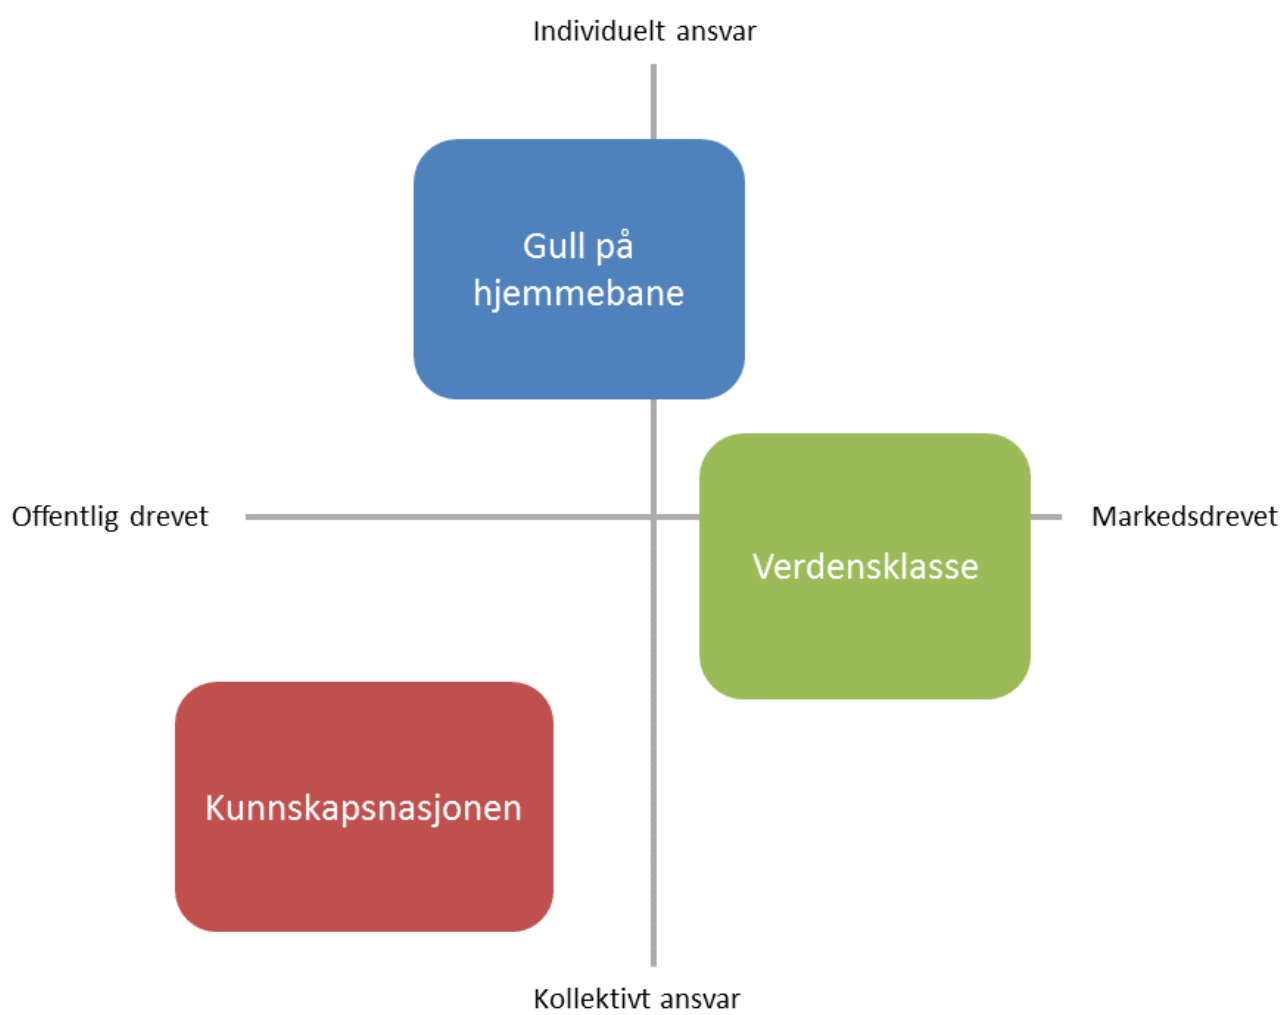 Individuelt ansvar
Gull på
hjemmebane
Offentlig drevet
Markedsdrevet
Verdensklasse
Kunnskapsnasjonen
Kollektivt ansvar